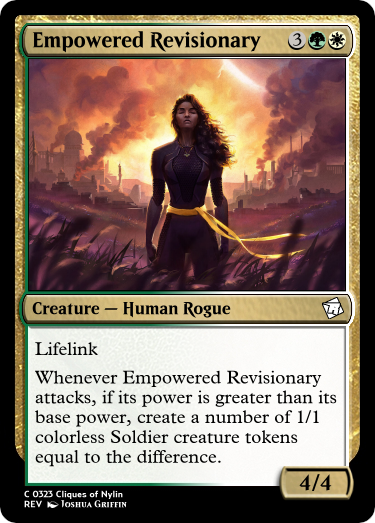 Empowered Revisionary 3
Creature — Human Rogue
Lifelink
Whenever Empowered Revisionary
attacks, if its power is greater than its
base power, create a number of 1/1
colorless Soldier creature tokens
equal to the difference.
4/4
C 0323 Cliques of Nylin
REV Joshua Griffin